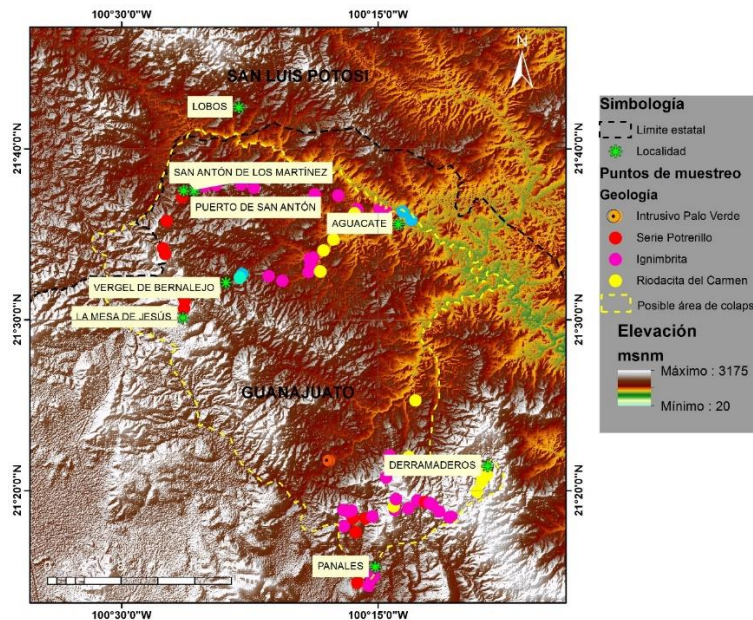 100°30'0"W
100°15'0"W
N
SAN LUIS POTOSI
LOBOS
21°40'0"N
21°40'0"N
SAN ANTÓN DE LOS MARTÍNEZ
PUERTO DE SAN ANTÓN
AGUACATE
VERGEL DE BERNALEJO
LA MESA DE JESÚS
21°30'0"N
21°30'0"N
GUANAJUATO
DERRAMADEROS
21°20'0"N
21°20'0"N
PANALES
100°30'0"W
100°15'0"W
Simbología
Limite estatal
Localidad
Puntos de muestreo
Geología
Intrusivo Palo Verde
Serie Potrerillo
Ignimbrita
Riodacita del Carmen
Posible área de colaps
Elevación
msnm
Máximo : 3175
Mínimo : 20